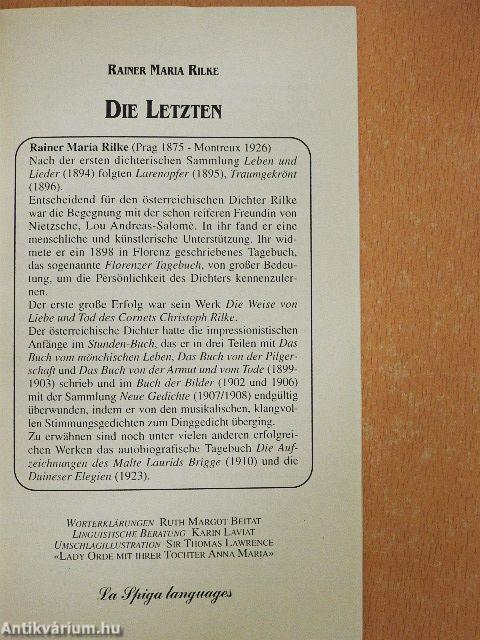 RAINER MARIA RILKE
DIE LETZTEN
Rainer Maria Rilke (Prag 1875 - Montreux 1926)
Nach der ersten dichterischen Sammlung Leben und
Lieder (1894) folgten Larenopfer (1895), Traumgekrönt
(1896).
Entscheidend für den österreichischen Dichter Rilke
war die Begegnung mit der schon reiferen Freundin von
Nietzsche, Lou Andreas-Salomè. In ihr fand er eine
menschliche und künstlerische Unterstützung. Ihr wid-
mete er ein 1898 in Florenz geschriebenes Tagebuch,
das sogenannte Florenzer Tagebuch, von großer Bedeu-
tung, um die Persönlichkeit des Dichters kennenzuler-
nen.
Der erste große Erfolg war sein Werk Die Weise von
Liebe und Tod des Cornets Christoph Rilke.
Der österreichische Dichter hatte die impressionistischen
Anfänge im Stunden-Buch, das er in drei Teilen mit Das
Buch vom mönchischen Leben, Das Buch von der Pilger-
schaft und Das Buch von der Armut und vom Tode (1899-
1903) schrieb und im Buch der Bilder (1902 und 1906)
mit der Sammlung Neue Gedichte (1907/1908) endgültig
überwunden, indem er von den musikalischen, klangvol-
len Stimmungsgedichten zum Dinggedicht überging.
Zu erwähnen sind noch unter vielen anderen erfolgrei-
chen Werken das autobiografische Tagebuch Die Auf-
zeichnungen des Malte Laurids Brigge (1910) und die
Duineser Elegien (1923).
WORTERKLÄRUNGEN RUTH MARGOT BEITAT
LINGUISTISCHE BERATUNG KARIN LAVIAT
UMSCHLAGILLUSTRATION SIR THOMAS LAWRENCE
«LADY ORDE MIT IHRER TOCHTER ANNA MARIA»
La Spiga languages
Antikvárium.hu